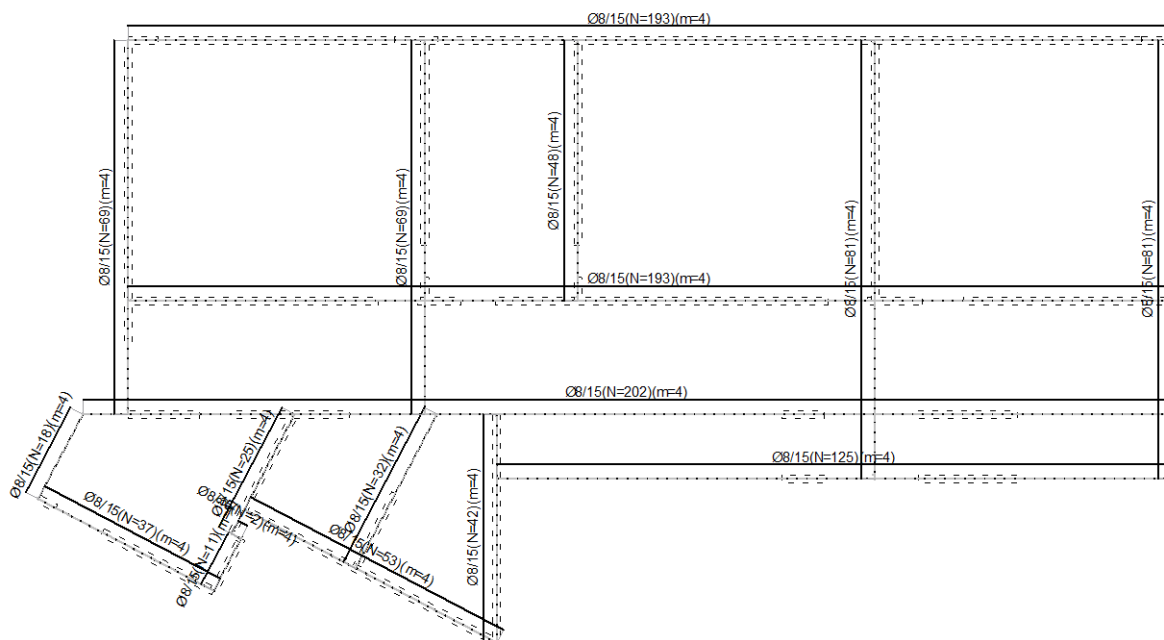 Ø8/15(N=193)(m=4)
Ø8/15(N=48)(m=4)
Ø8/15(N=69)(m=4)
Ø8/15(N=69)(m=4)
Ø8/15(N=81)(m=4)
Ø8/15(N=81)(m=4)
Ø8/15(N=193)(m=4)
Ø8/15(N=202)(m=4)
Ø8/15(N=18)(m=4)
Ø8/15(N=25)(m=4)
Ø8/15(N=32)(m=4)
Ø8/15(N=125)(m=4)
Ø8/15(N=37)(m=4)
Ø8/15(N=11)(m=4)
Ø8/15(N=42)(m=4)
Ø8/15(N=53)(m=4)